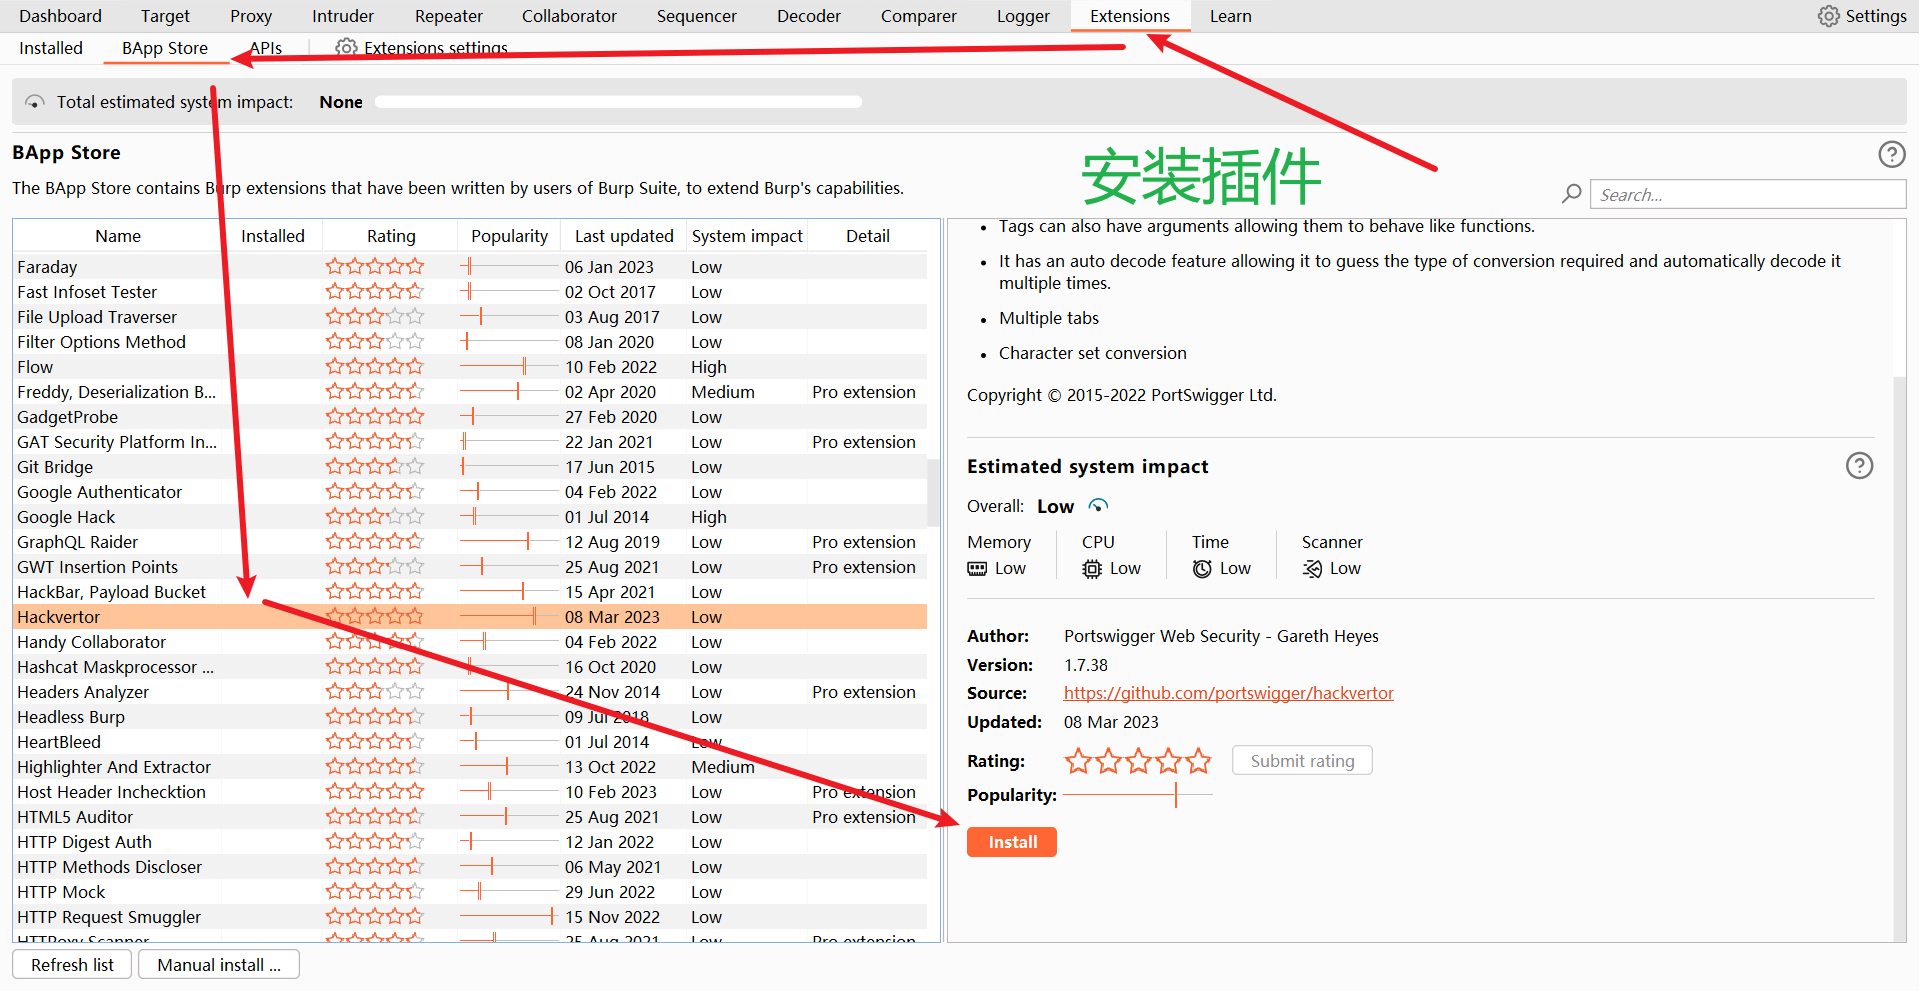 Dashboard Target Proxy Intruder Repeater Collaborator Sequencer Decoder Comparer Logger Extensions Learn Settings
Installed BApp Store APIs Extensions settings
Total estimated system impact: None
BApp Store
The BApp Store contains Burp extensions that have been written by users of Burp Suite, to extend Burp's capabilities.
安装插件
Search...
Name Installed Rating Popularity Last updated System impact Detail
Faraday 06 Jan 2023 Low
Fast Infoset Tester 02 Oct 2017 Low
File Upload Traverser 03 Aug 2017 Low
Filter Options Method 08 Jan 2020 Low
Flow 10 Feb 2022 High
Freddy, Deserialization B... 02 Apr 2020 Medium Pro extension
GadgetProbe 27 Feb 2020 Low
GAT Security Platform In... 22 Jan 2021 Low Pro extension
Git Bridge 17 Jun 2015 Low
Google Authenticator 04 Feb 2022 Low
Google Hack 01 Jul 2014 High
GraphQL Raider 12 Aug 2019 Low Pro extension
GWT Insertion Points 25 Aug 2021 Low Pro extension
HackBar, Payload Bucket 15 Apr 2021 Low
Hackvertor 08 Mar 2023 Low
Handy Collaborator 04 Feb 2022 Low
Hashcat Maskprocessor ... 16 Oct 2020 Low
Headers Analyzer 24 Nov 2014 Low Pro extension
Headless Burp 09 Jul 2018 Low
HeartBleed 01 Jul 2014 Low
Highlighter And Extractor 13 Oct 2022 Medium
Host Header Inchecktion 10 Feb 2023 Low Pro extension
HTML5 Auditor 25 Aug 2021 Low Pro extension
HTTP Digest Auth 12 Jan 2022 Low
HTTP Methods Discloser 06 May 2021 Low
HTTP Mock 29 Jun 2022 Low
HTTP Request Smuggler 15 Nov 2022 Low
HTTPoxy Scanner 25 Aug 2021 Low Pro extension
Refresh list Manual install ...
• Tags can also have arguments allowing them to behave like functions.
• It has an auto decode feature allowing it to guess the type of conversion required and automatically decode it
multiple times.
• Multiple tabs
• Character set conversion
Copyright © 2015-2022 PortSwigger Ltd.
Estimated system impact
Overall: Low
Memory CPU Time Scanner
Low Low Low Low
Author: Portswigger Web Security - Gareth Heyes
Version: 1.7.38
Source: https://github.com/portswigger/hackvertor
Updated: 08 Mar 2023
Rating: Submit rating
Popularity:
Install